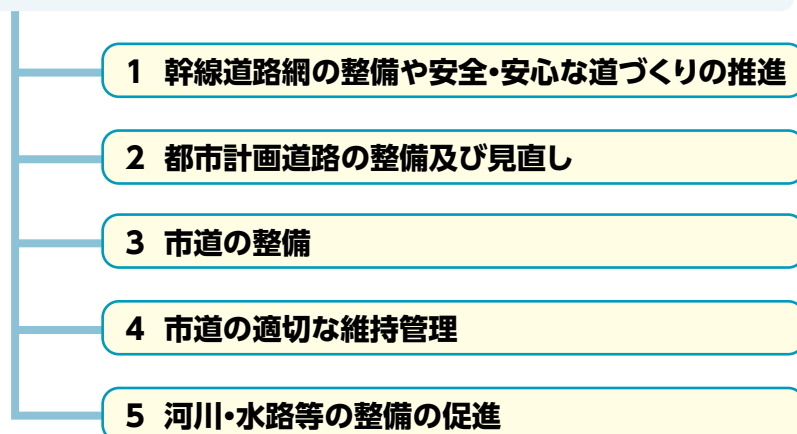 1 幹線道路網の整備や安全・安心な道づくりの推進
2 都市計画道路の整備及び見直し
3 市道の整備
4 市道の適切な維持管理
5 河川・水路等の整備の促進